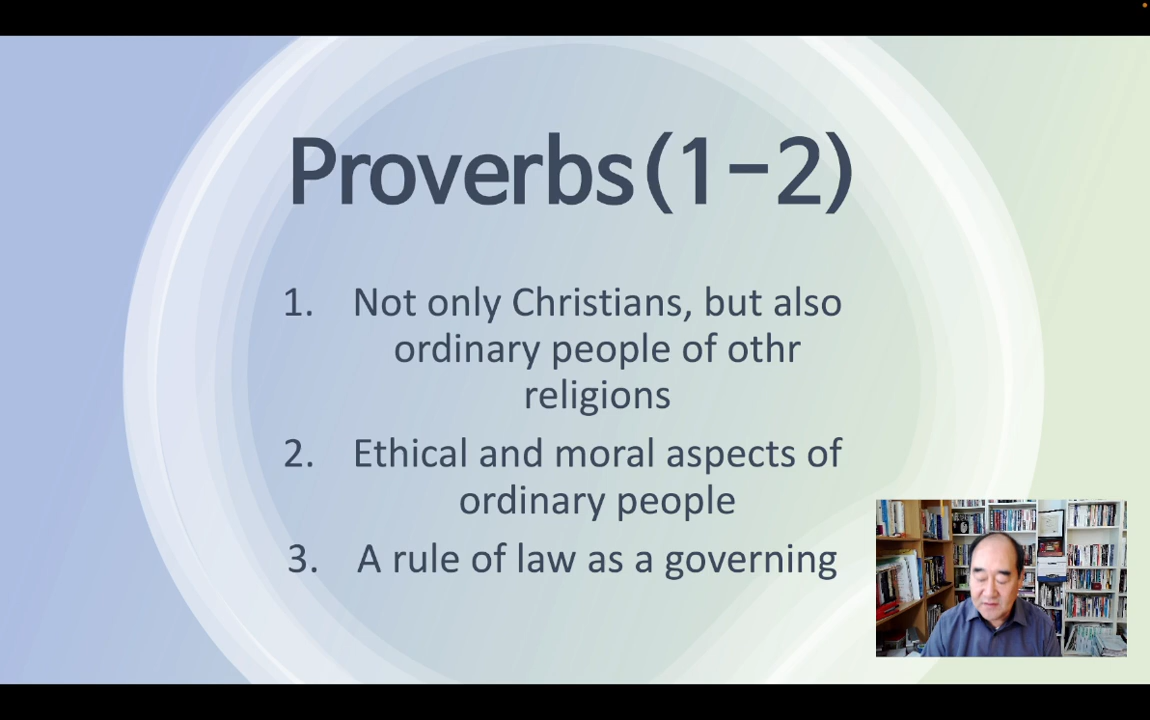 Proverbs(1-2)
1. Not only Christians, but also
ordinary people of othr
religions
2. Ethical and moral aspects of
ordinary people
3. A rule of law as a governing